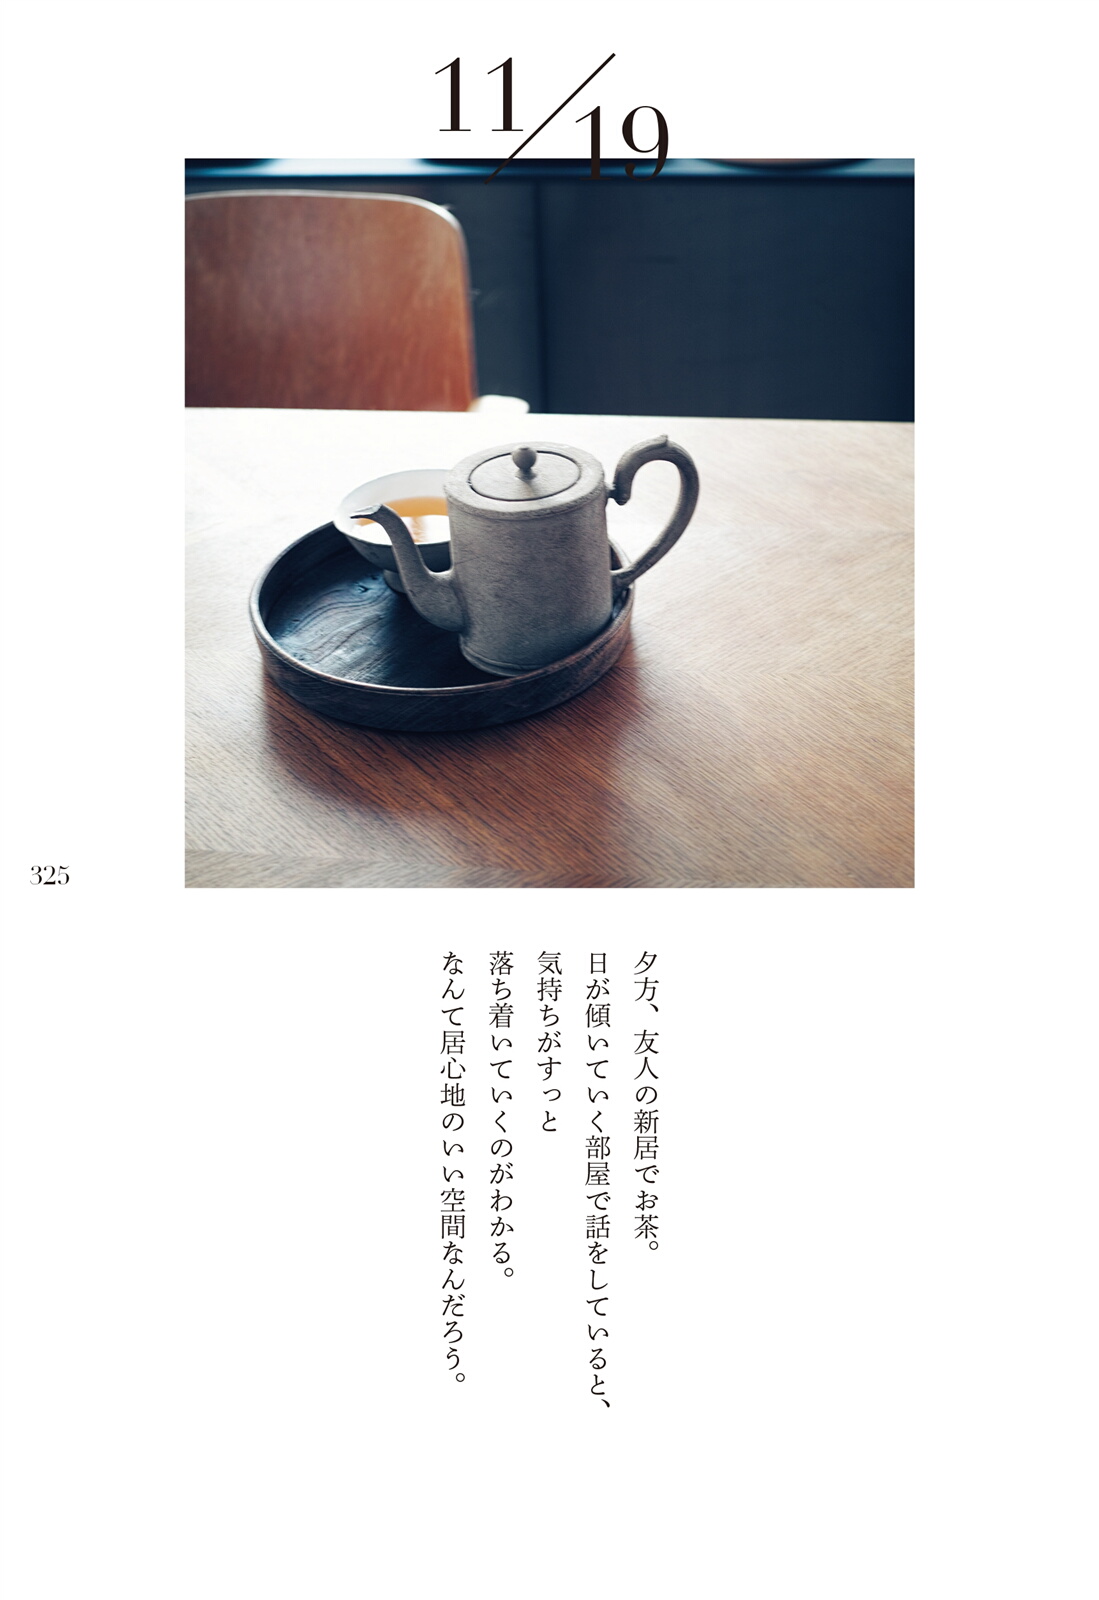 11/19
夕方、友人の新居でお茶。
日が傾いていく部屋で話をしていると、
気持ちがすっと
落ち着いていくのがわかる。
なんて居心地のいい空間なんだろう。
325